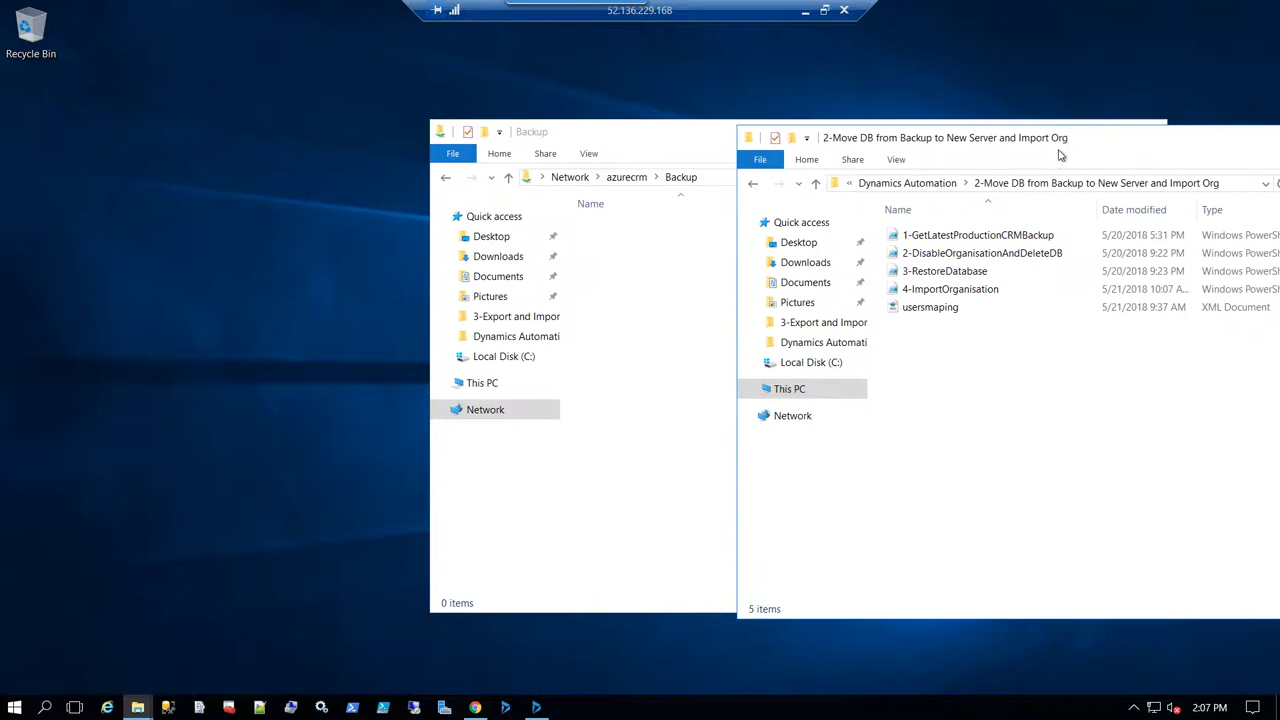 52.136.229.168
Recycle Bin
Backup
File Home Share View
Network azurecrm Backup
Name
Quick access
Desktop
Downloads
Documents
Pictures
3-Export and Impor
Dynamics Automati
Local Disk (C:)
This PC
Network
0 items
2-Move DB from Backup to New Server and Import Org
File Home Share View
« Dynamics Automation 2-Move DB from Backup to New Server and Import Org
Name Date modified Type
Quick access
Desktop
Downloads
Documents
Pictures
3-Export and Impor
Dynamics Automati
Local Disk (C:)
This PC
Network
1-GetLatestProductionCRMBackup 5/20/2018 5:31 PM Windows PowerShe
2-DisableOrganisationAndDeleteDB 5/20/2018 9:22 PM Windows PowerShe
3-RestoreDatabase 5/20/2018 9:23 PM Windows PowerShe
4-ImportOrganisation 5/21/2018 10:07 A... Windows PowerShe
usersmaping 5/21/2018 9:37 AM XML Document
5 items
2:07 PM